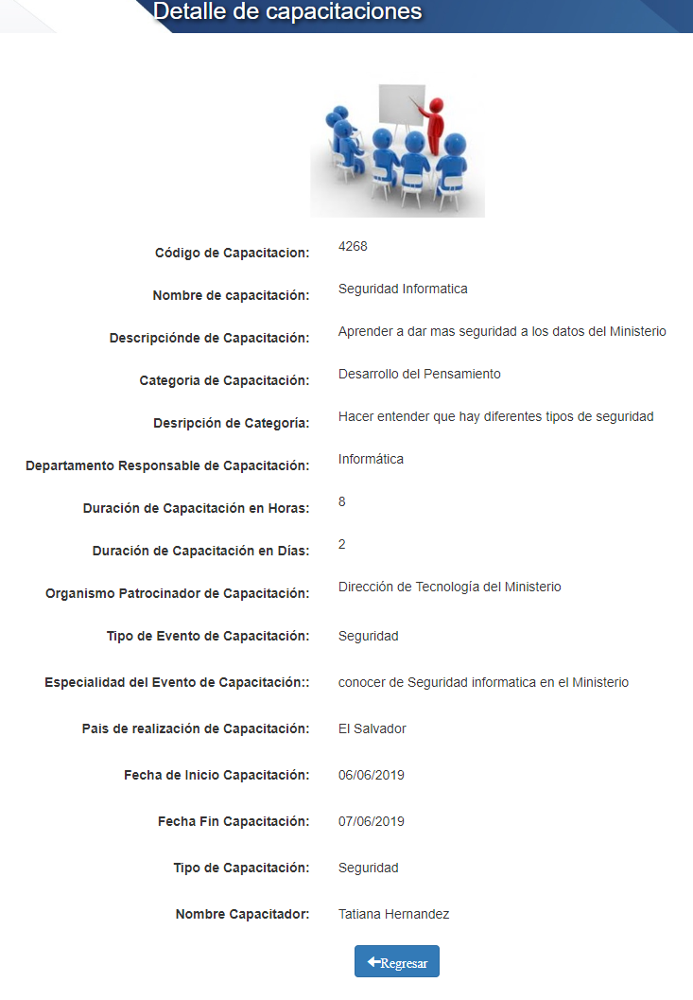 Detalle de capacitaciones
Código de Capacitacion: 4268
Nombre de capacitación: Seguridad Informatica
Descripciónde de Capacitación: Aprender a dar mas seguridad a los datos del Ministerio
Categoria de Capacitación: Desarrollo del Pensamiento
Desripción de Categoría: Hacer entender que hay diferentes tipos de seguridad
Departamento Responsable de Capacitación: Informática
Duración de Capacitación en Horas: 8
Duración de Capacitación en Días: 2
Organismo Patrocinador de Capacitación: Dirección de Tecnología del Ministerio
Tipo de Evento de Capacitación: Seguridad
Especialidad del Evento de Capacitación:: conocer de Seguridad informatica en el Ministerio
Pais de realización de Capacitación: El Salvador
Fecha de Inicio Capacitación: 06/06/2019
Fecha Fin Capacitación: 07/06/2019
Tipo de Capacitación: Seguridad
Nombre Capacitador: Tatiana Hernandez
Regresar